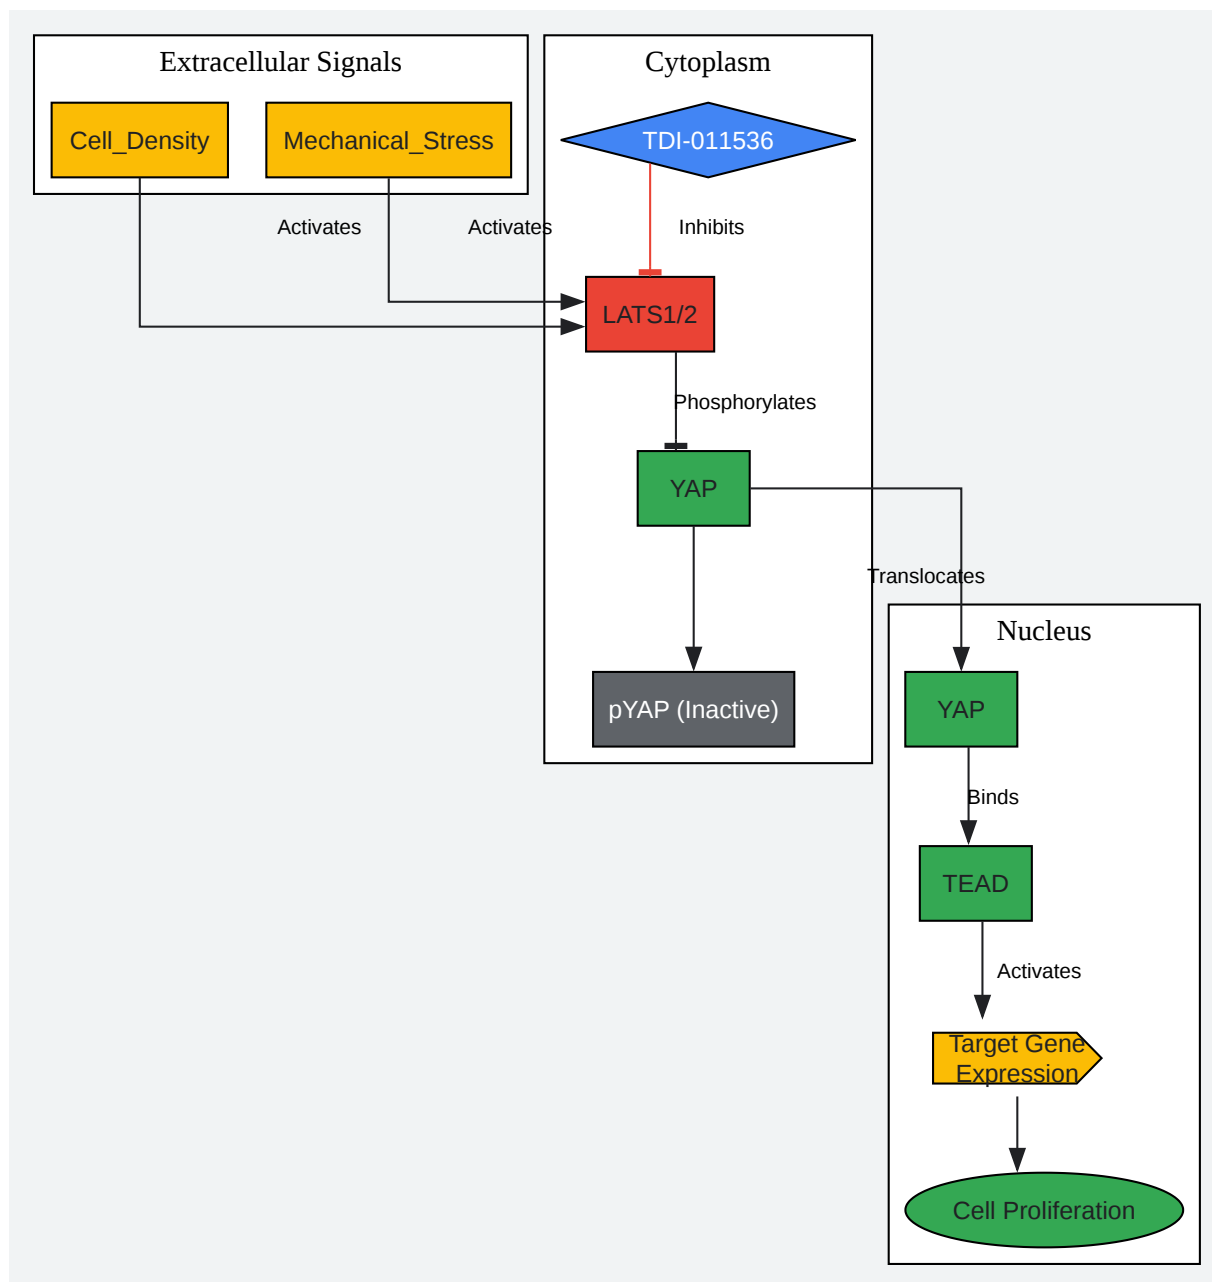 Extracellular Signals
Cytoplasm
Cell_Density
Mechanical_Stress
TDI-011536
Activates
Activates
Inhibits
LATS1/2
Phosphorylates
YAP
Translocates
Nucleus
pYAP (Inactive)
YAP
Binds
TEAD
Activates
Target Gene
Expression
Cell Proliferation